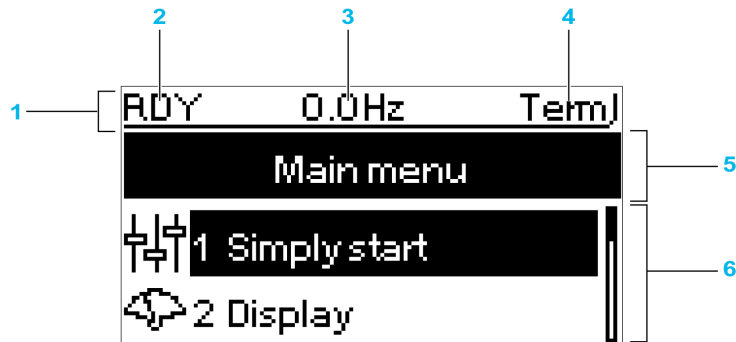 2 3 4
1 RDY 0.0Hz Term
Main menu 5
1 Simply start
6
2 Display